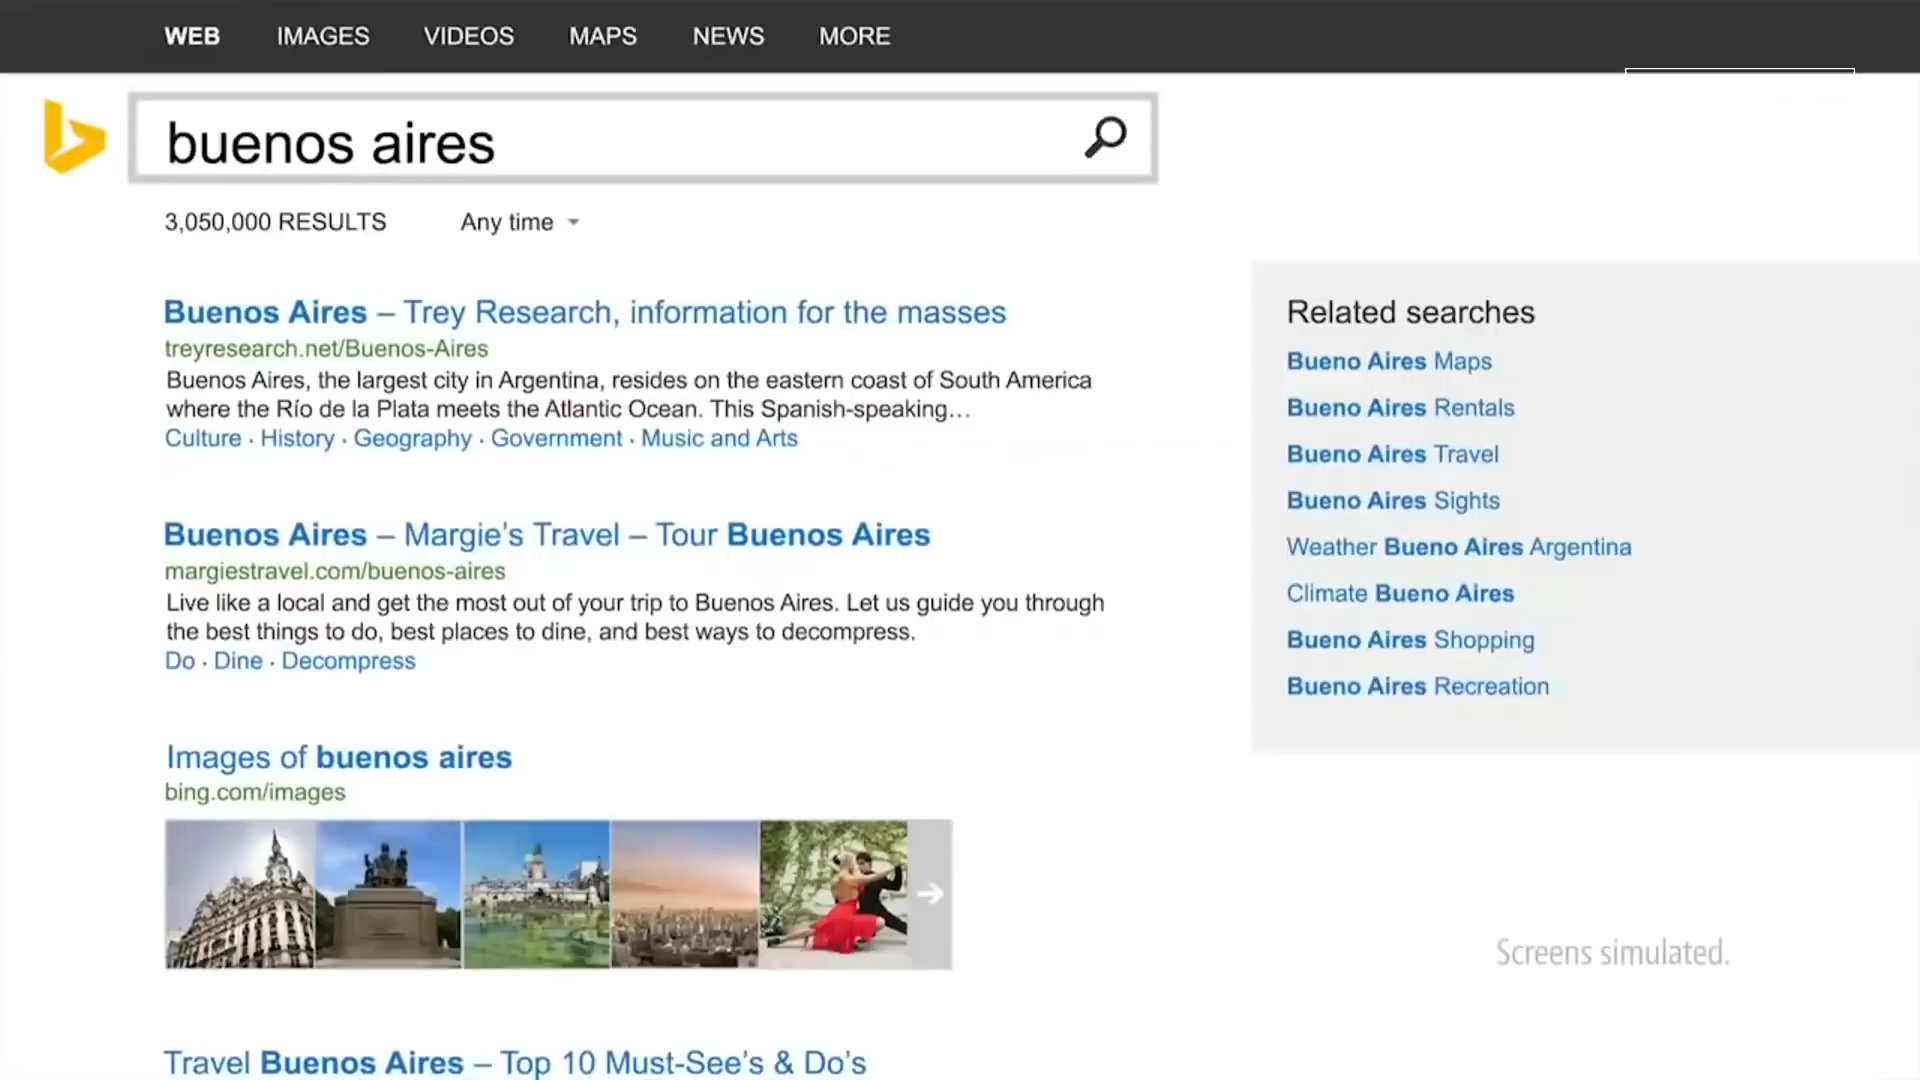 WEB IMAGES VIDEOS MAPS NEWS MORE
buenos aires
3,050,000 RESULTS Any time
Buenos Aires – Trey Research, information for the masses
treyresearch.net/Buenos-Aires
Buenos Aires, the largest city in Argentina, resides on the eastern coast of South America
where the Río de la Plata meets the Atlantic Ocean. This Spanish-speaking…
Culture · History · Geography · Government · Music and Arts
Buenos Aires – Margie's Travel – Tour Buenos Aires
margiestravel.com/buenos-aires
Live like a local and get the most out of your trip to Buenos Aires. Let us guide you through
the best things to do, best places to dine, and best ways to decompress.
Do · Dine · Decompress
Images of buenos aires
bing.com/images
Travel Buenos Aires – Top 10 Must-See's & Do's
Related searches
Bueno Aires Maps
Bueno Aires Rentals
Bueno Aires Travel
Bueno Aires Sights
Weather Bueno Aires Argentina
Climate Bueno Aires
Bueno Aires Shopping
Bueno Aires Recreation
Screens simulated.